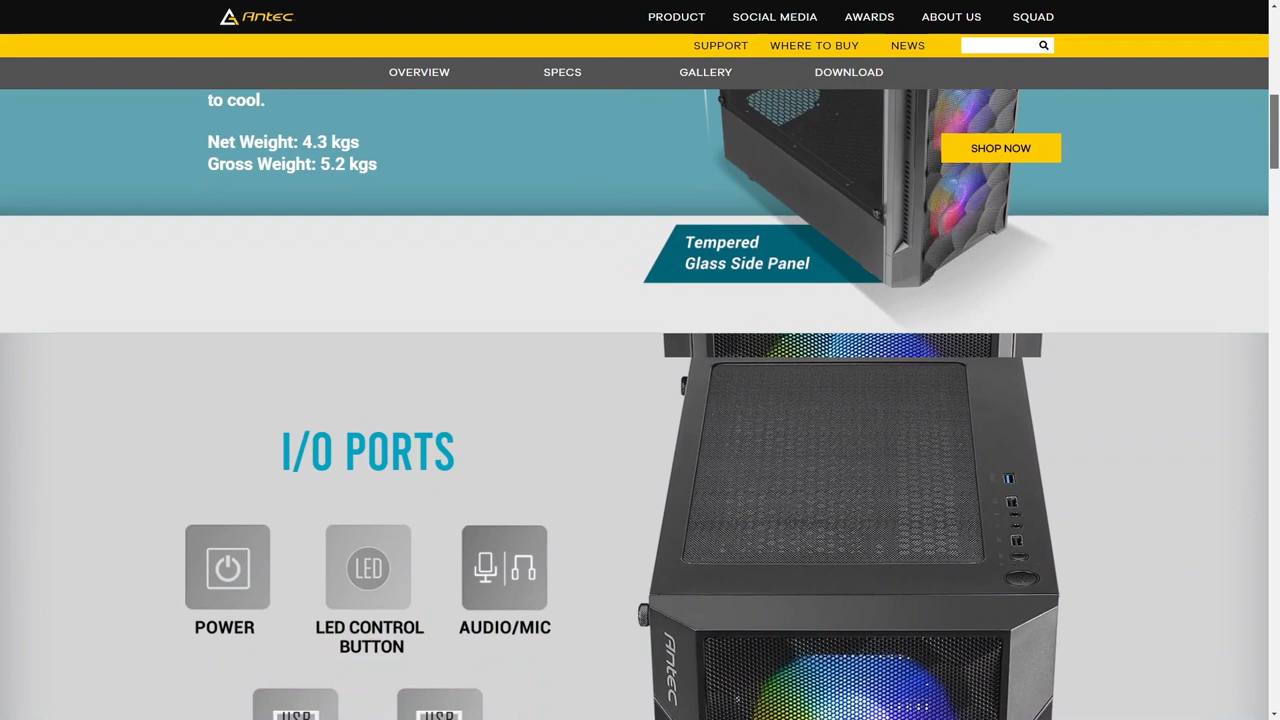 Antec
PRODUCT SOCIAL MEDIA AWARDS ABOUT US SQUAD
SUPPORT WHERE TO BUY NEWS
OVERVIEW SPECS GALLERY DOWNLOAD
to cool.
Net Weight: 4.3 kgs
Gross Weight: 5.2 kgs
SHOP NOW
Tempered
Glass Side Panel
I/O PORTS
LED
POWER
LED CONTROL
BUTTON
AUDIO/MIC
Antec
USB USB